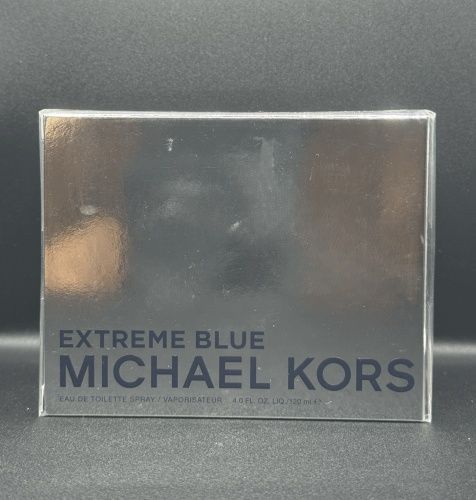 EXTREME BLUE
MICHAEL KORS
EAU DE TOILETTE SPRAY / VAPORISATEUR 4.0 FL. OZ. LIQ./120 ml ℮